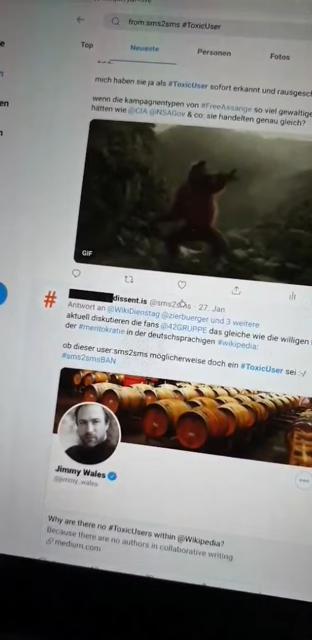 from:sms2sms #ToxicUser
Top Neueste Personen Fotos
mich haben sie ja als #ToxicUser sofort erkannt und
wenn die kampagnentypen von #FreeAssange so viel
hätten wie @CIA @NSAGov & co: sie handelten genau gleich?
GIF
dissent.is @sms2sms · 27. Jan
Antwort an @WikiDienstag @zierbuerger und 3 weitere
aktuell diskutieren die fans @42GRUPPE das gleiche wie die willigen
der #meritokratie in der deutschsprachigen #wikipedia:
ob dieser user:sms2sms möglicherweise doch ein #ToxicUser sei :-/
#sms2smsBAN
Jimmy Wales
@jimmy_wales
Why are there no #ToxicUsers within @Wikipedia?
Because there are no authors in collaborative writing
medium.com